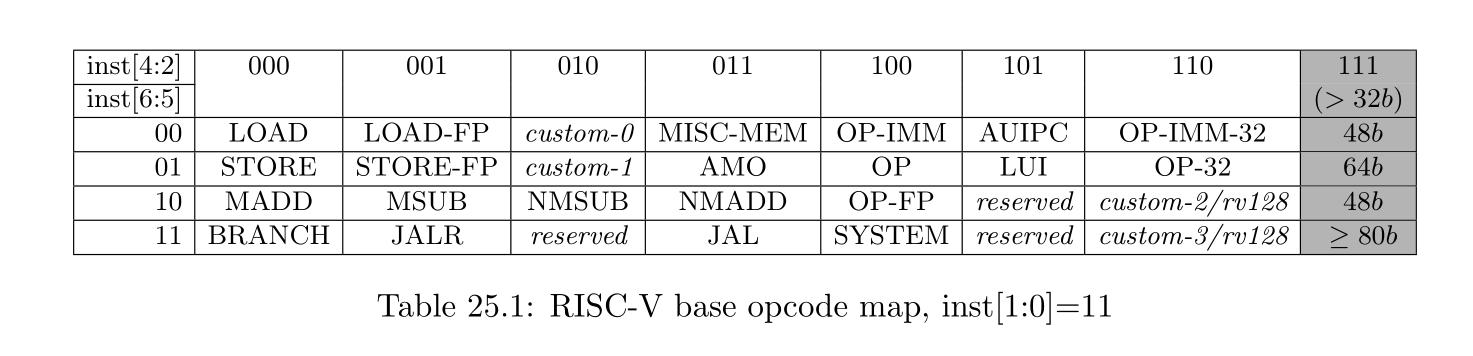 inst[4:2] 000 001 010 011 100 101 110 111
inst[6:5] (> 32b)
00 LOAD LOAD-FP custom-0 MISC-MEM OP-IMM AUIPC OP-IMM-32 48b
01 STORE STORE-FP custom-1 AMO OP LUI OP-32 64b
10 MADD MSUB NMSUB NMADD OP-FP reserved custom-2/rv128 48b
11 BRANCH JALR reserved JAL SYSTEM reserved custom-3/rv128 ≥ 80b
Table 25.1: RISC-V base opcode map, inst[1:0]=11